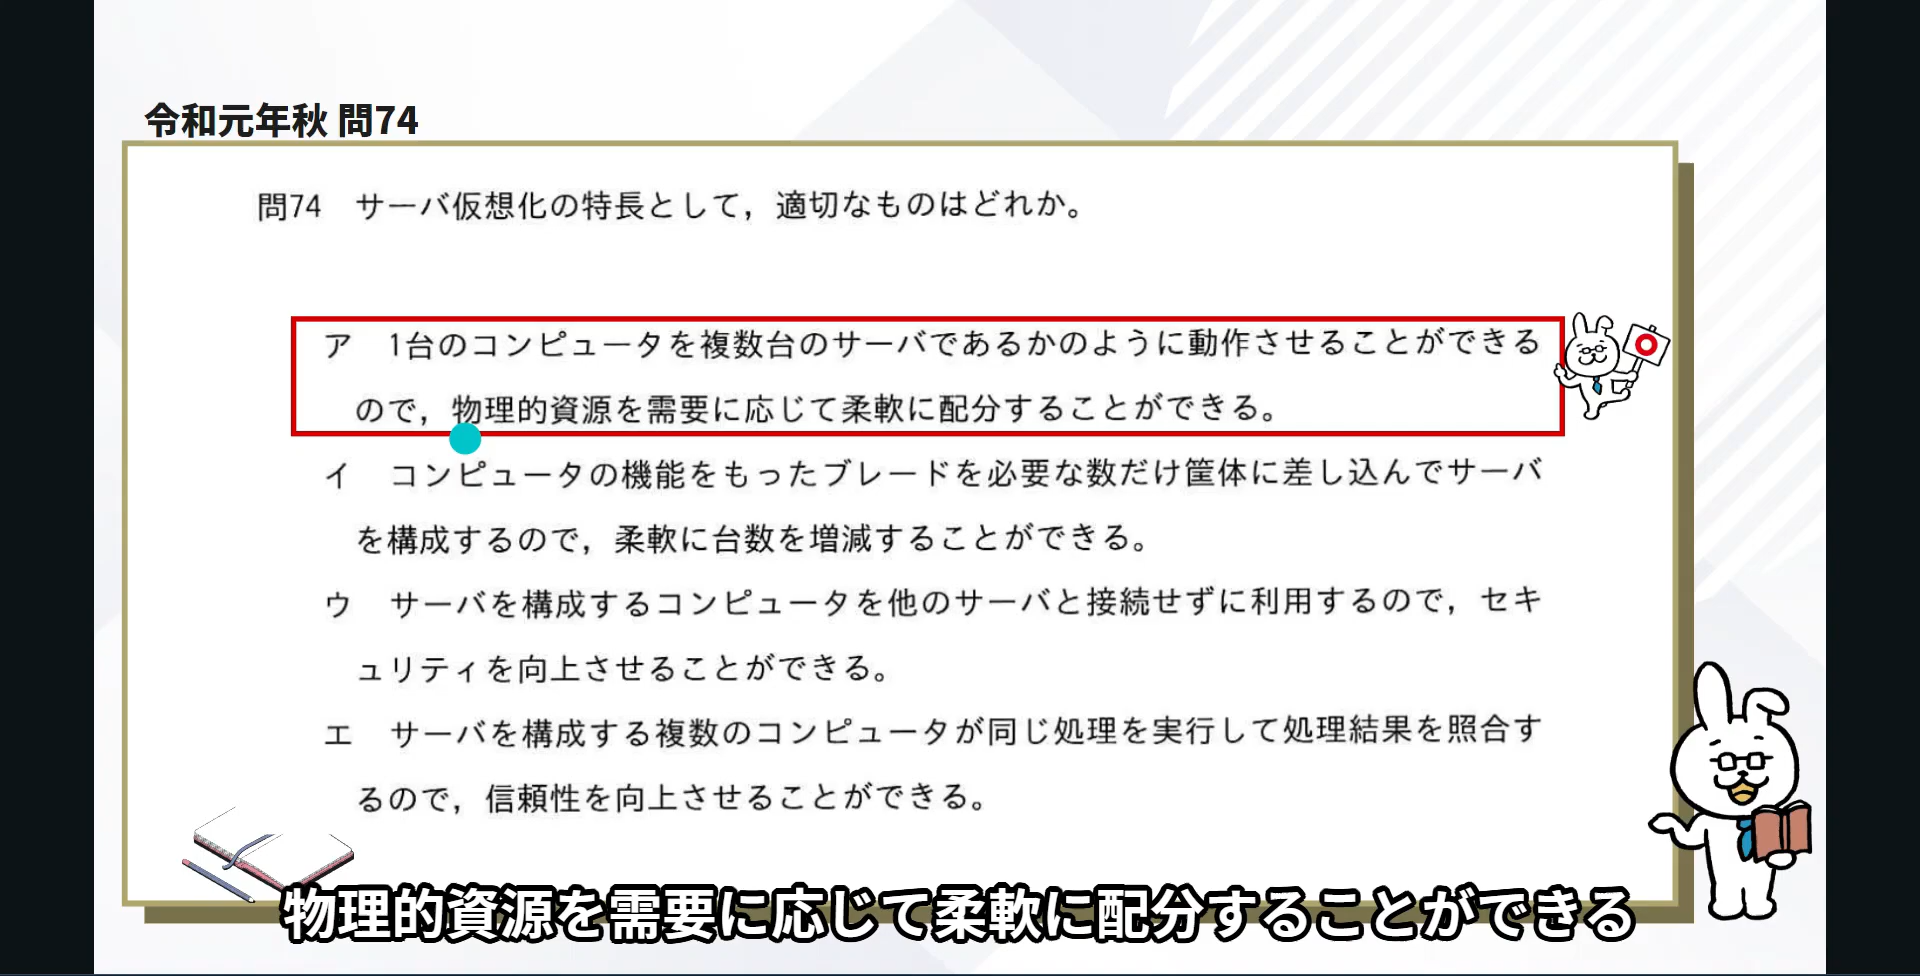 令和元年秋 問74
問74 サーバ仮想化の特長として，適切なものはどれか。
ア 1台のコンピュータを複数台のサーバであるかのように動作させることができる
ので，物理的資源を需要に応じて柔軟に配分することができる。
イ コンピュータの機能をもったブレードを必要な数だけ筐体に差し込んでサーバ
を構成するので，柔軟に台数を増減することができる。
ウ サーバを構成するコンピュータを他のサーバと接続せずに利用するので，セキ
ュリティを向上させることができる。
エ サーバを構成する複数のコンピュータが同じ処理を実行して処理結果を照合す
るので，信頼性を向上させることができる。
物理的資源を需要に応じて柔軟に配分することができる